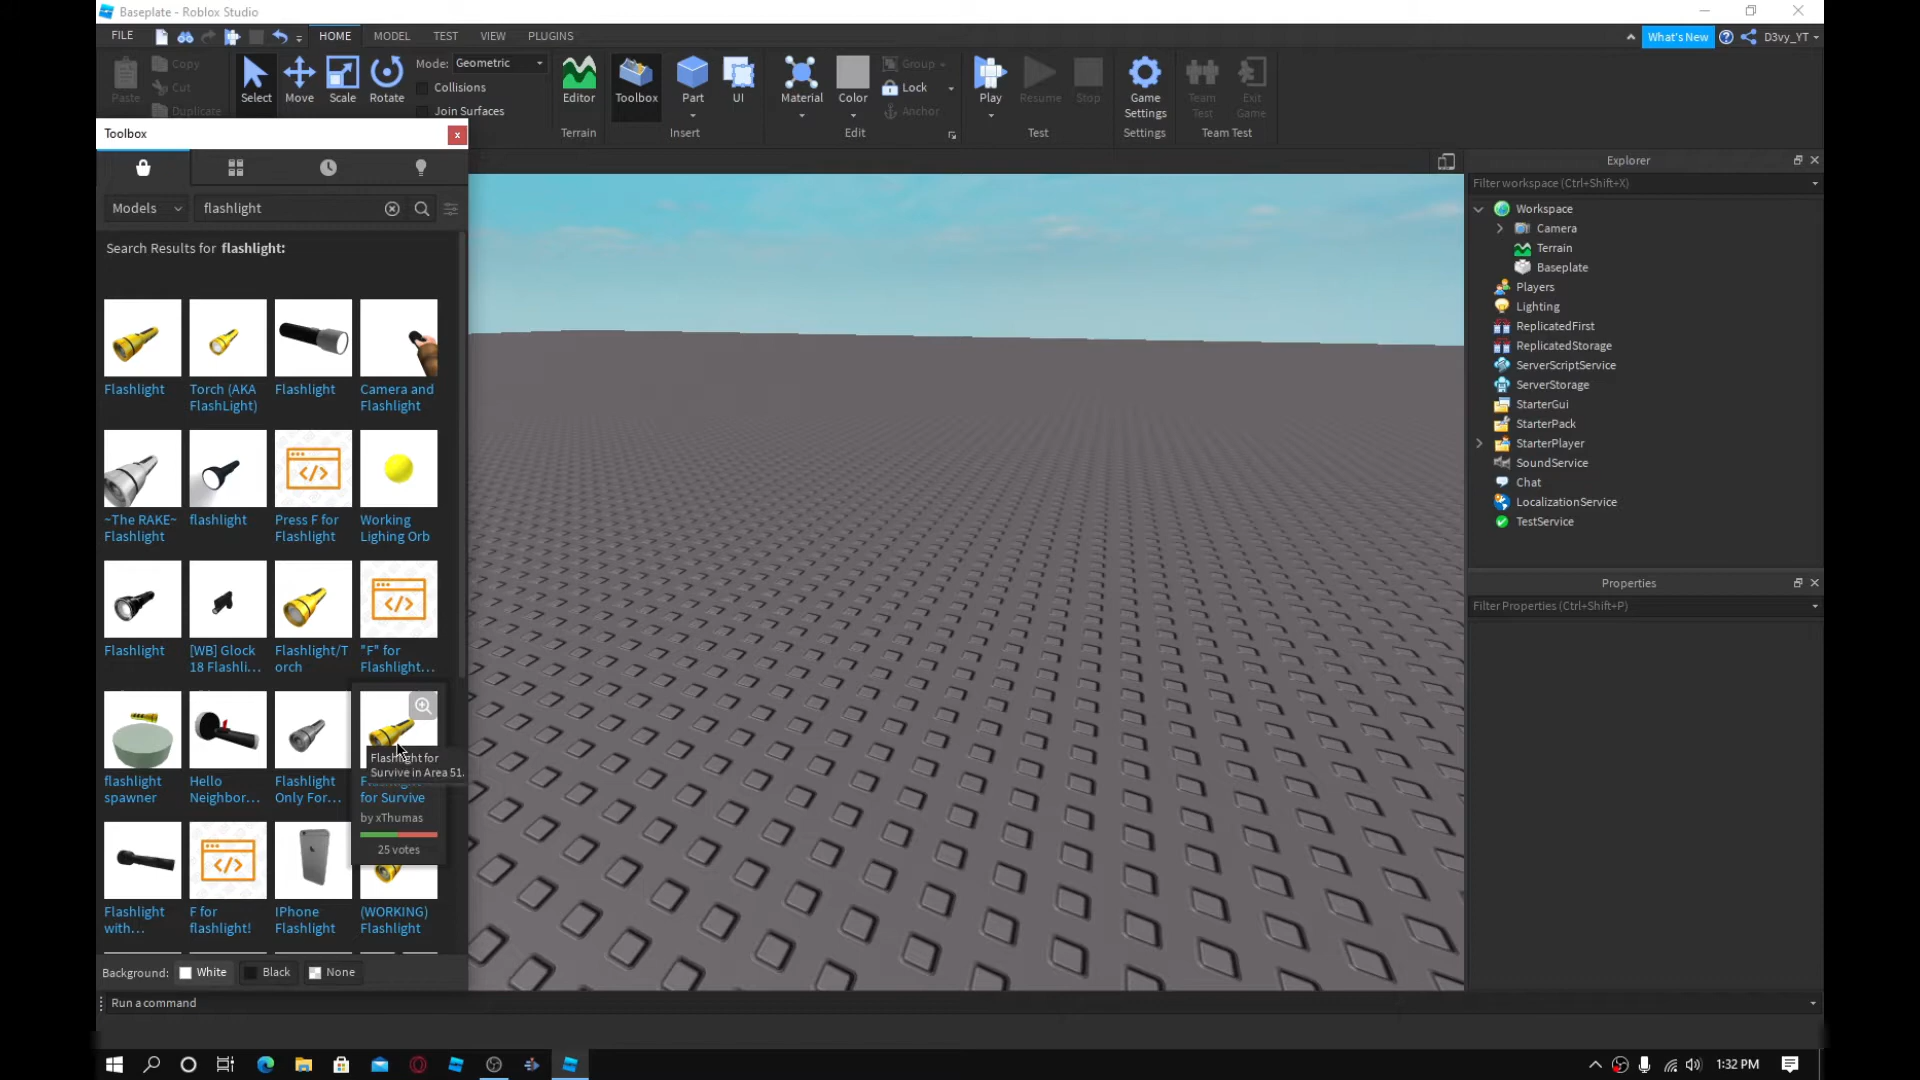 Baseplate - Roblox Studio
FILE
HOME
MODEL
TEST
VIEW
PLUGINS
What's New
D3vy_YT
Paste
Copy
Cut
Duplicate
Select
Move
Scale
Rotate
Mode: Geometric
Collisions
Join Surfaces
Editor
Terrain
Toolbox
Part
UI
Insert
Material
Color
Group
Lock
Anchor
Edit
Play
Resume
Stop
Test
Game
Settings
Settings
Team
Test
Exit
Game
Team Test
Toolbox
Models
flashlight
Search Results for flashlight:
Flashlight
Torch (AKA
FlashLight)
Flashlight
Camera and
Flashlight
~The RAKE~
Flashlight
flashlight
Press F for
Flashlight
Working
Lighing Orb
Flashlight
[WB] Glock
18 Flashli...
Flashlight/T
orch
"F" for
Flashlight...
flashlight
spawner
Hello
Neighbor...
Flashlight
Only For...
Flashlight for
Survive in Area 51.
for Survive
by xThumas
25 votes
Flashlight
with...
F for
flashlight!
IPhone
Flashlight
(WORKING)
Flashlight
Background:
White
Black
None
Run a command
Explorer
Filter workspace (Ctrl+Shift+X)
Workspace
Camera
Terrain
Baseplate
Players
Lighting
ReplicatedFirst
ReplicatedStorage
ServerScriptService
ServerStorage
StarterGui
StarterPack
StarterPlayer
SoundService
Chat
LocalizationService
TestService
Properties
Filter Properties (Ctrl+Shift+P)
1:32 PM